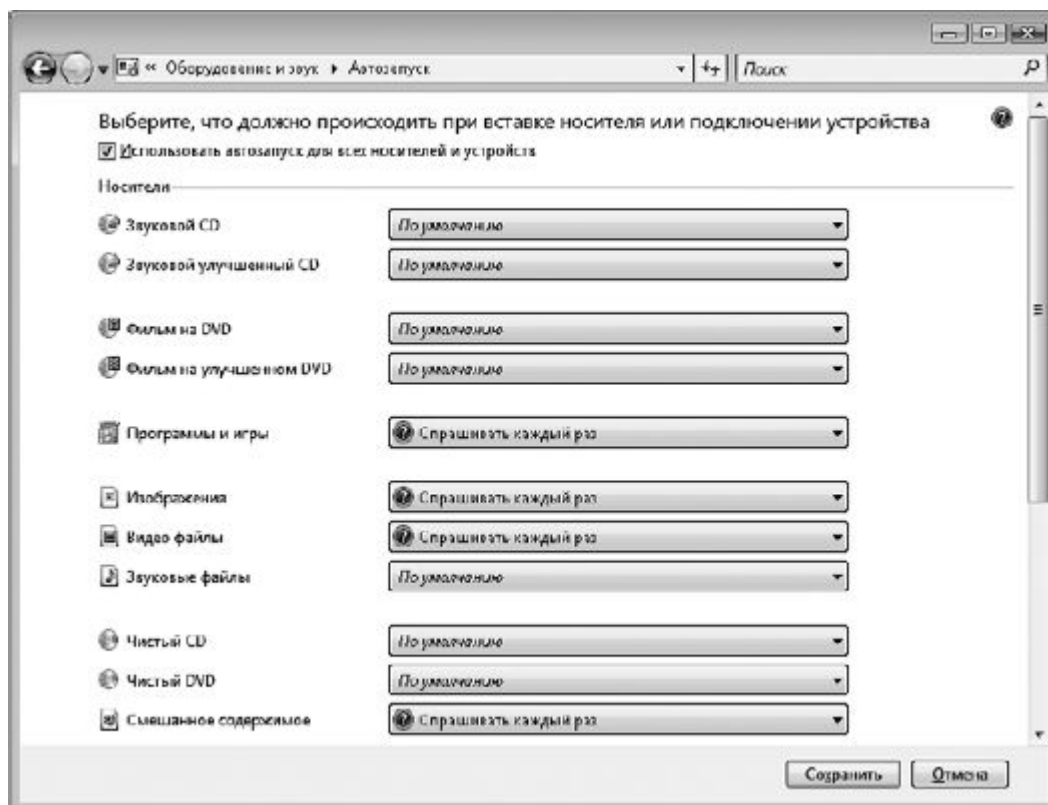 « Оборудование и звук ▸ Автозапуск
Поиск
Выберите, что должно происходить при вставке носителя или подключении устройства
Использовать автозапуск для всех носителей и устройств
Носители
Звуковой CD По умолчанию
Звуковой улучшенный CD По умолчанию
Фильм на DVD По умолчанию
Фильм на улучшенном DVD По умолчанию
Программы и игры Спрашивать каждый раз
Изображения Спрашивать каждый раз
Видео файлы Спрашивать каждый раз
Звуковые файлы По умолчанию
Чистый CD По умолчанию
Чистый DVD По умолчанию
Смешанное содержимое Спрашивать каждый раз
Сохранить Отмена